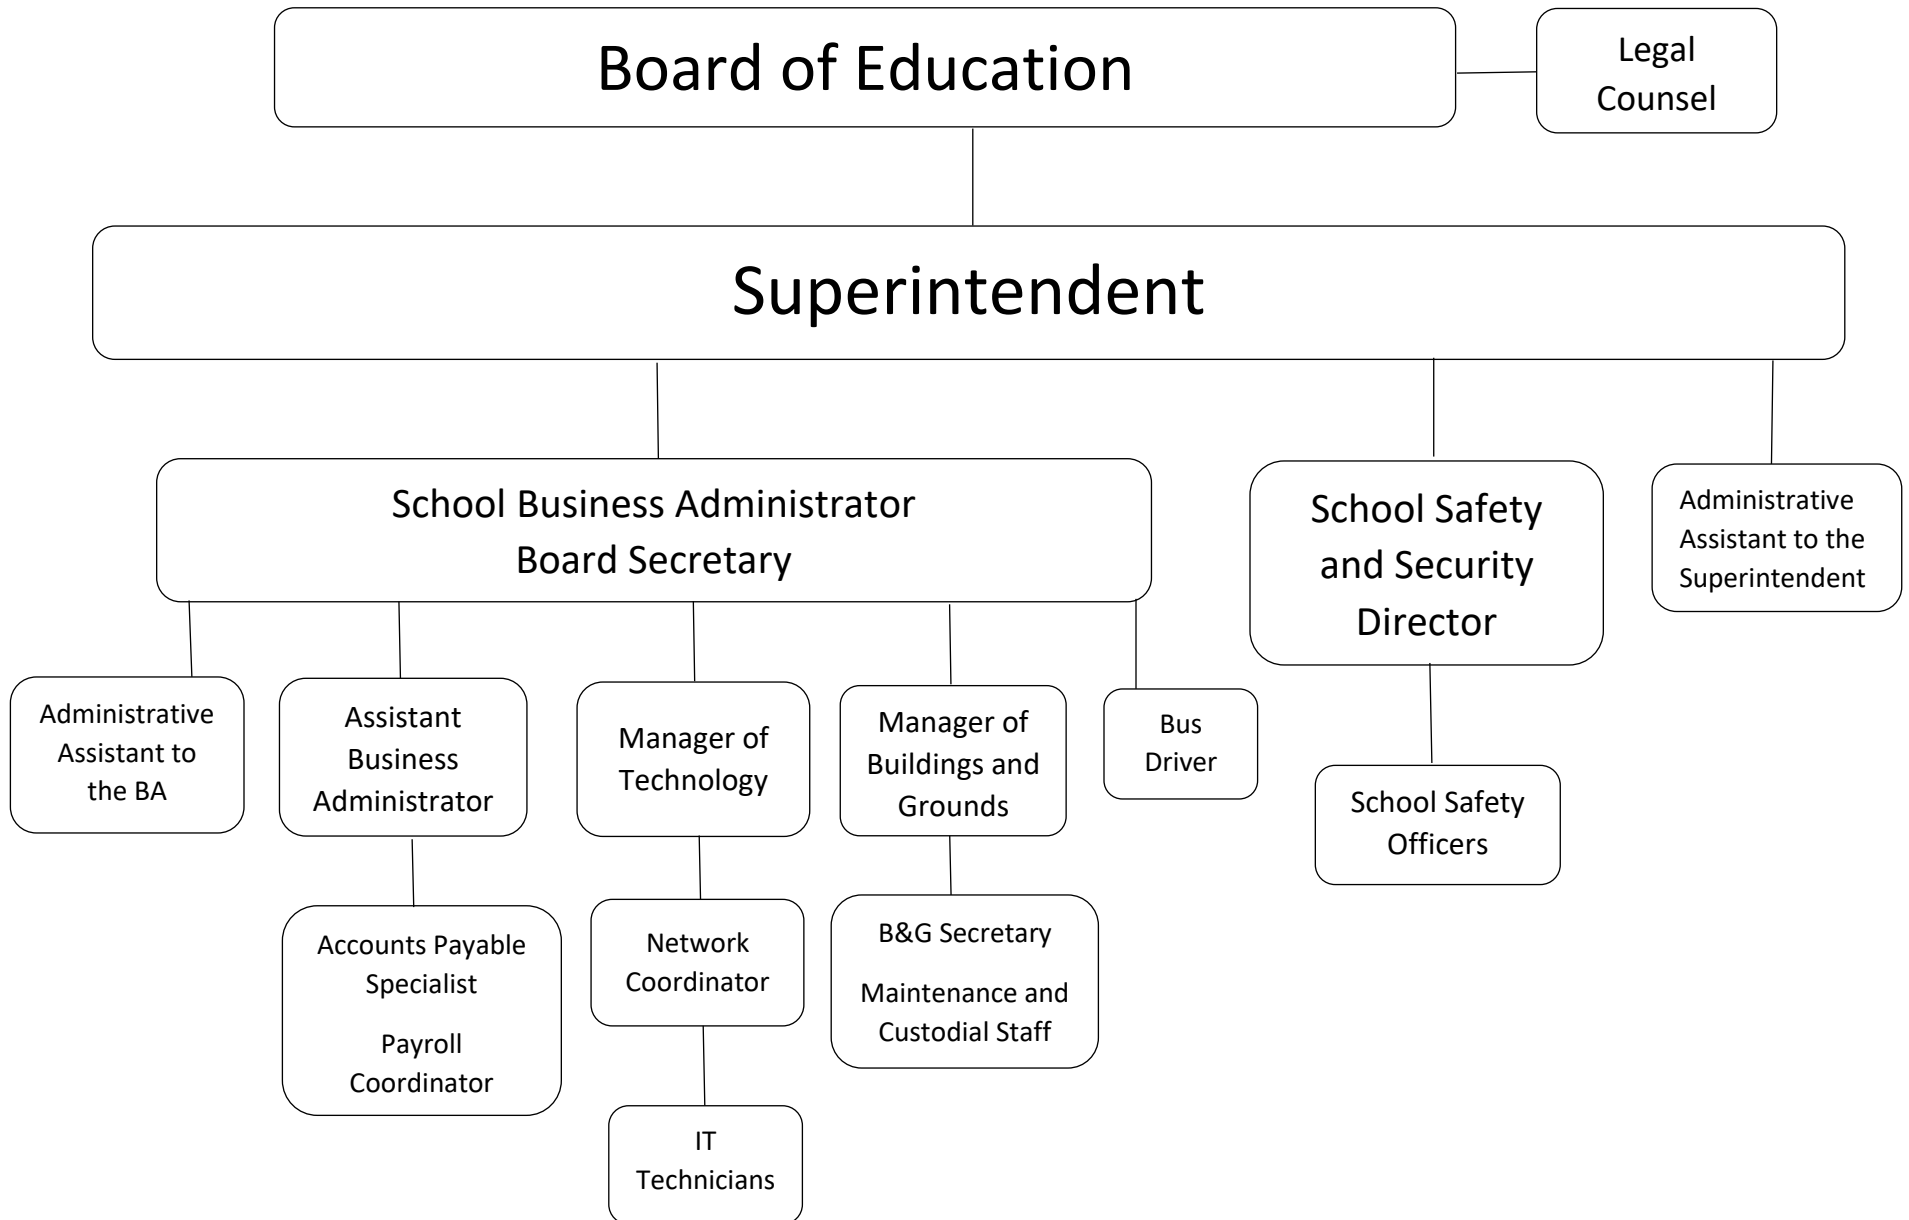 Board of Education
Legal
Counsel
Superintendent
School Business Administrator
Board Secretary
School Safety
and Security
Director
Administrative
Assistant to the
Superintendent
Administrative
Assistant to
the BA
Assistant
Business
Administrator
Manager of
Technology
Manager of
Buildings and
Grounds
Bus
Driver
School Safety
Officers
Accounts Payable
Specialist
Payroll
Coordinator
Network
Coordinator
B&G Secretary
Maintenance and
Custodial Staff
IT
Technicians